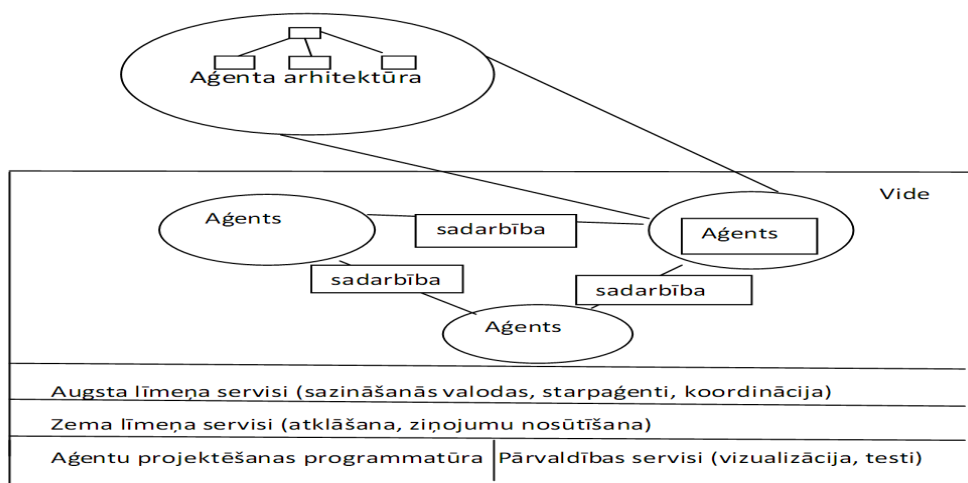 Aģenta arhitektūra
Vide
Aģents
sadarbība
Aģents
sadarbība
sadarbība
Aģents
Augsta līmeņa servisi (sazināšanās valodas, starpaģenti, koordinācija)
Zema līmeņa servisi (atklāšana, ziņojumu nosūtīšana)
Aģentu projektēšanas programmatūra
Pārvaldības servisi (vizualizācija, testi)